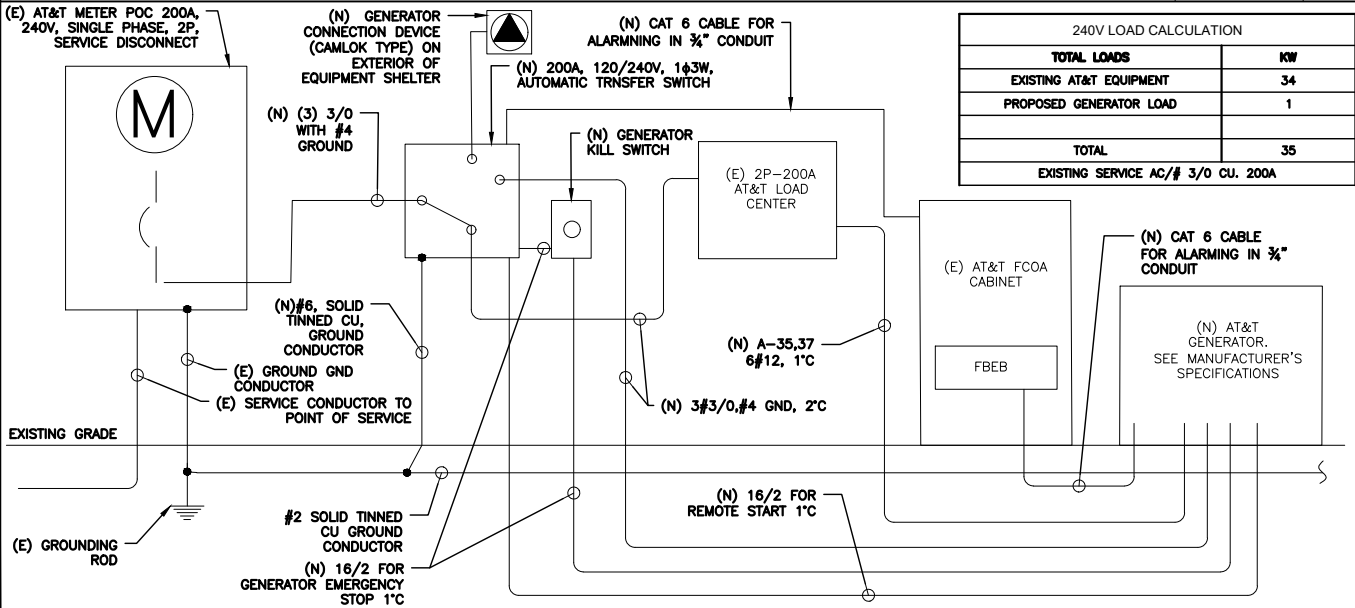 (E) AT&T METER POC 200A,
240V, SINGLE PHASE, 2P,
SERVICE DISCONNECT
M
(N) GENERATOR
CONNECTION DEVICE
(CAMLOK TYPE) ON
EXTERIOR OF
EQUIPMENT SHELTER
(N) CAT 6 CABLE FOR
ALARMNING IN ¾" CONDUIT
(N) 200A, 120/240V, 1ϕ3W,
AUTOMATIC TRNSFER SWITCH
240V LOAD CALCULATION
TOTAL LOADS KW
EXISTING AT&T EQUIPMENT 34
PROPOSED GENERATOR LOAD 1
TOTAL 35
EXISTING SERVICE AC/# 3/0 CU. 200A
(N) (3) 3/0
WITH #4
GROUND
(N) GENERATOR
KILL SWITCH
(E) 2P-200A
AT&T LOAD
CENTER
(E) AT&T FCOA
CABINET
FBEB
(N) CAT 6 CABLE
FOR ALARMING IN ¾"
CONDUIT
(N) AT&T
GENERATOR.
SEE MANUFACTURER'S
SPECIFICATIONS
(N)#6, SOLID
TINNED CU,
GROUND
CONDUCTOR
(E) GROUND GND
CONDUCTOR
(E) SERVICE CONDUCTOR TO
POINT OF SERVICE
(N) A-35,37
6#12, 1"C
(N) 3#3/0,#4 GND, 2"C
EXISTING GRADE
(E) GROUNDING
ROD
#2 SOLID TINNED
CU GROUND
CONDUCTOR
(N) 16/2 FOR
GENERATOR EMERGENCY
STOP 1"C
(N) 16/2 FOR
REMOTE START 1"C